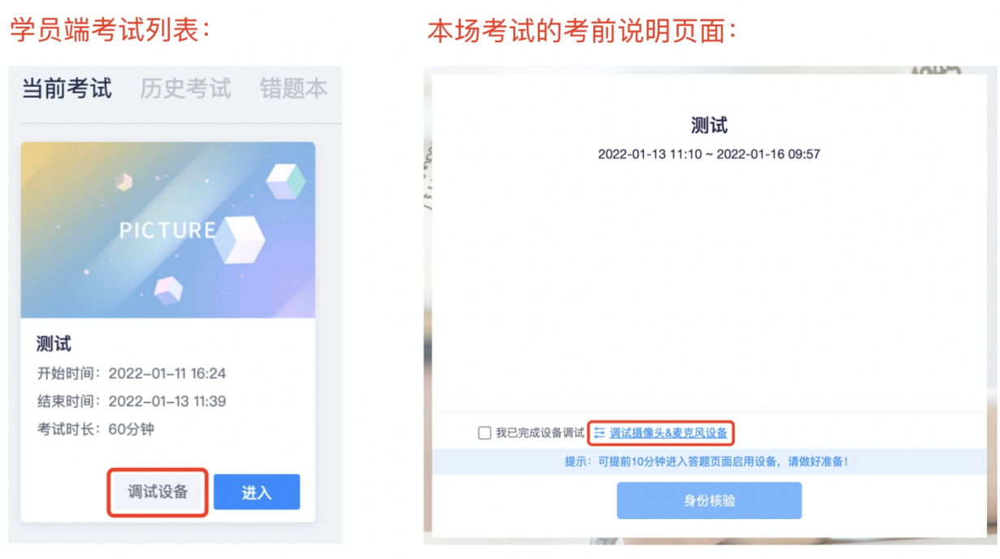 学员端考试列表：
当前考试 历史考试 错题本
PICTURE
测试
开始时间：2022-01-11 16:24
结束时间：2022-01-13 11:39
考试时长：60分钟
调试设备 进入
本场考试的考前说明页面：
测试
2022-01-13 11:10 ~ 2022-01-16 09:57
我已完成设备调试 调试摄像头&麦克风设备
提示：可提前10分钟进入答题页面启用设备，请做好准备！
身份核验